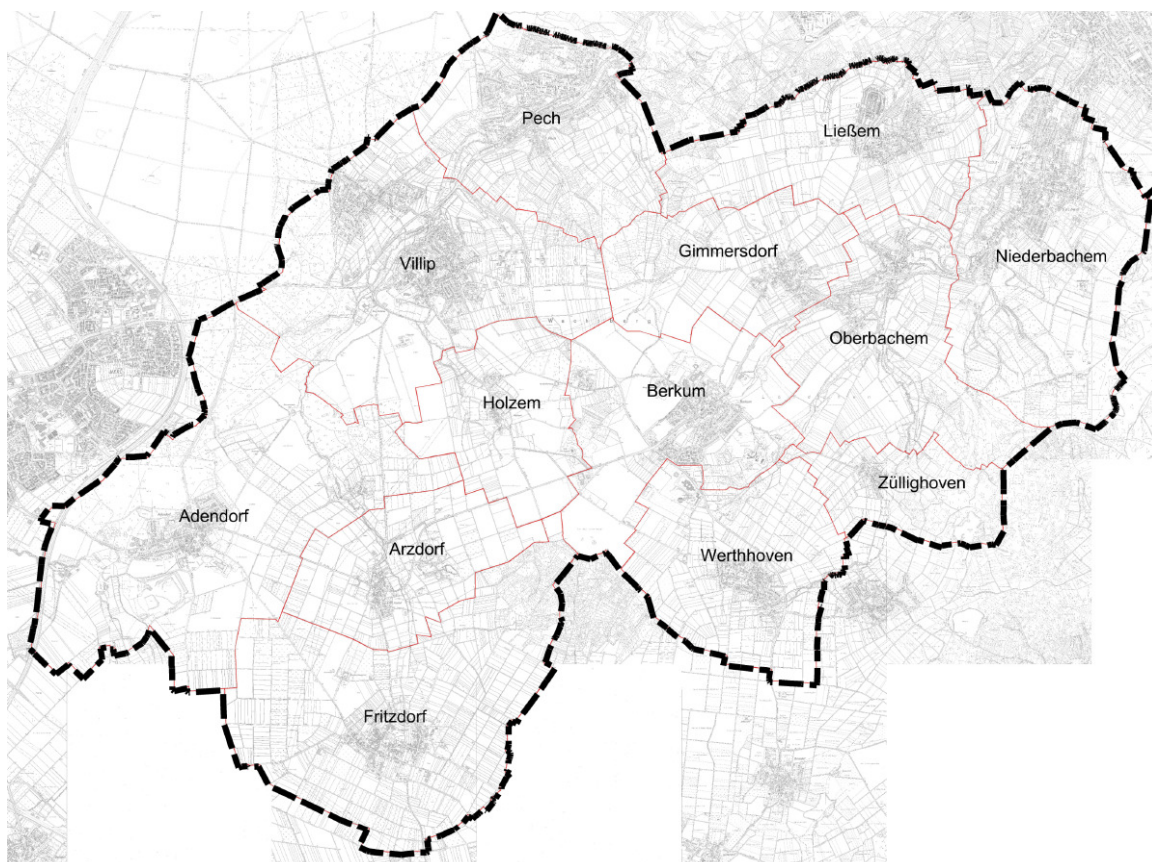 Pech
Ließem
Villip
Gimmersdorf
Niederbachem
Oberbachem
Holzem
Berkum
Züllighoven
Adendorf
Arzdorf
Werthhoven
Fritzdorf